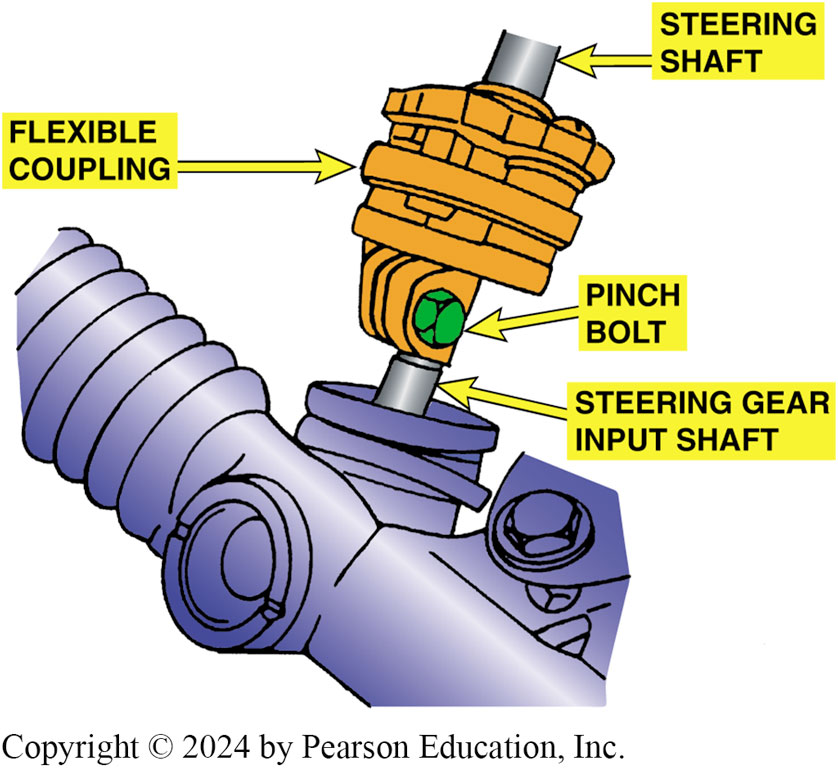 STEERING
SHAFT
FLEXIBLE
COUPLING
PINCH
BOLT
STEERING GEAR
INPUT SHAFT
Copyright © 2024 by Pearson Education, Inc.